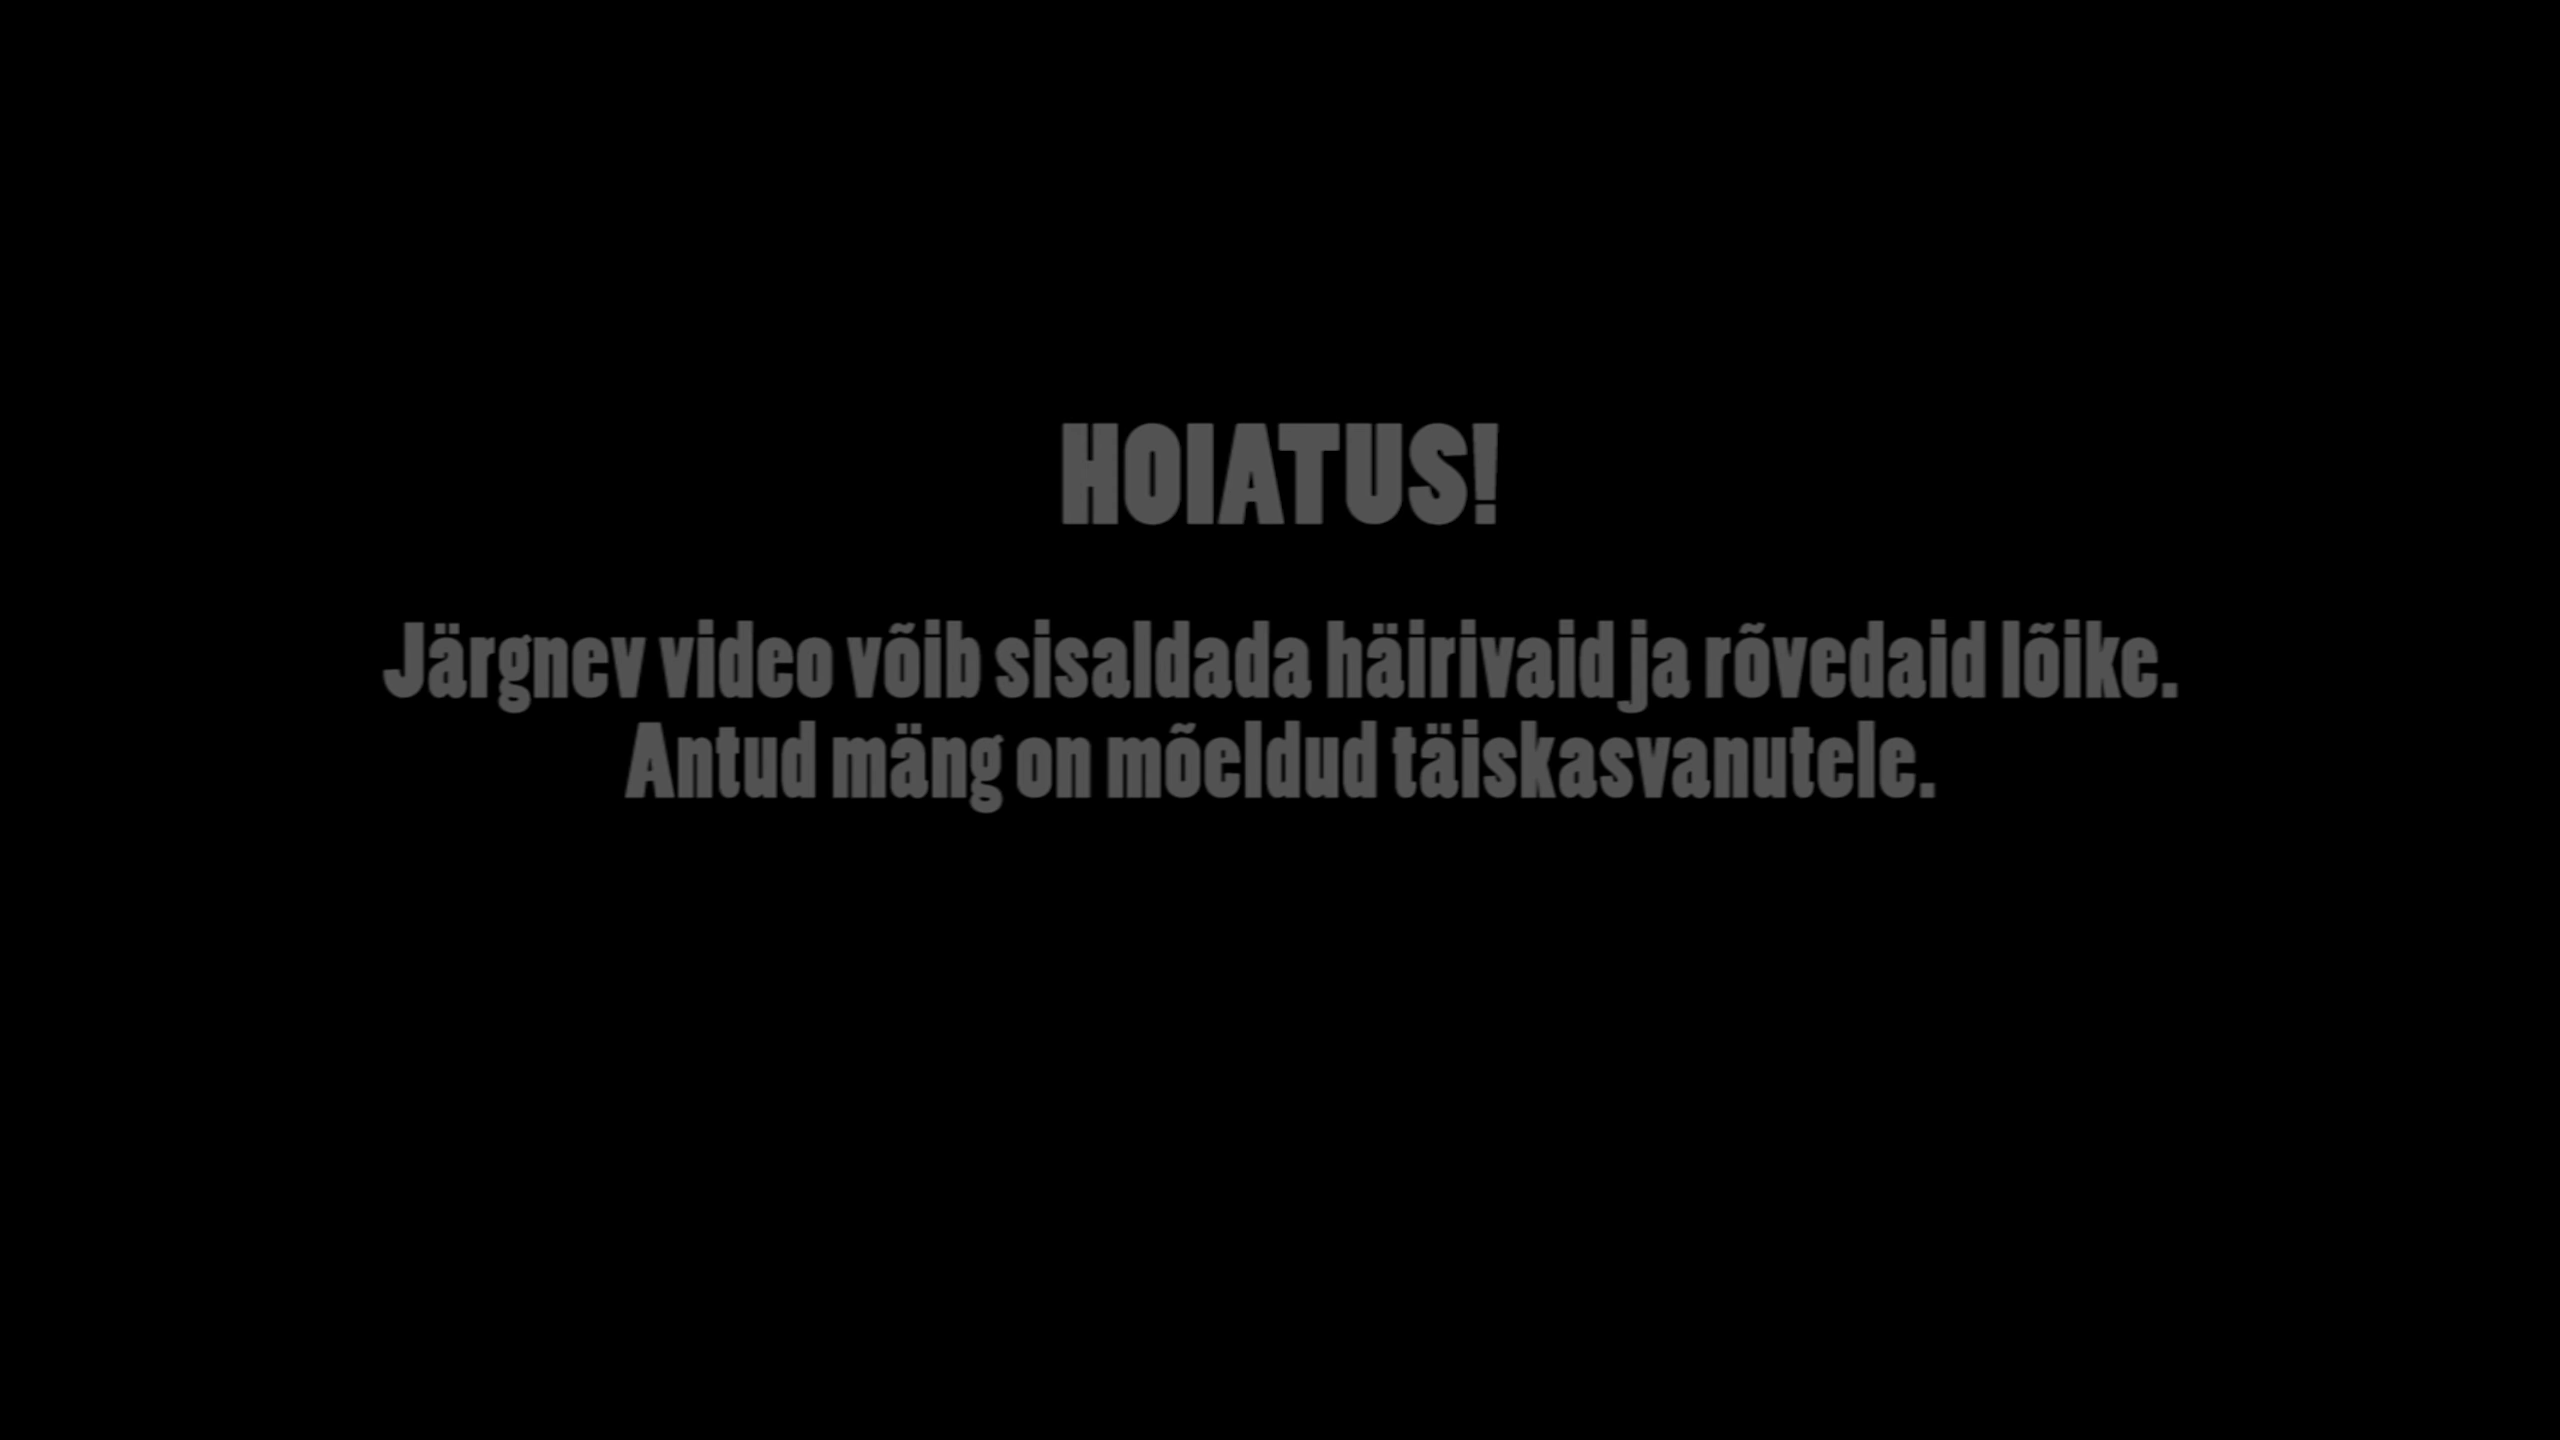 HOIATUS!
Järgnev video võib sisaldada häirivaid ja rõvedaid lõike.
Antud mäng on mõeldud täiskasvanutele.